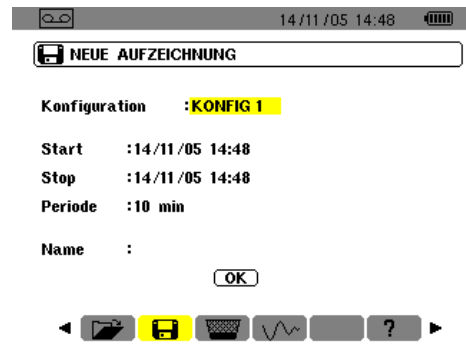 14/11/05 14:48
NEUE AUFZEICHNUNG
Konfiguration :KONFIG 1
Start :14/11/05 14:48
Stop :14/11/05 14:48
Periode :10 min
Name :
OK
?